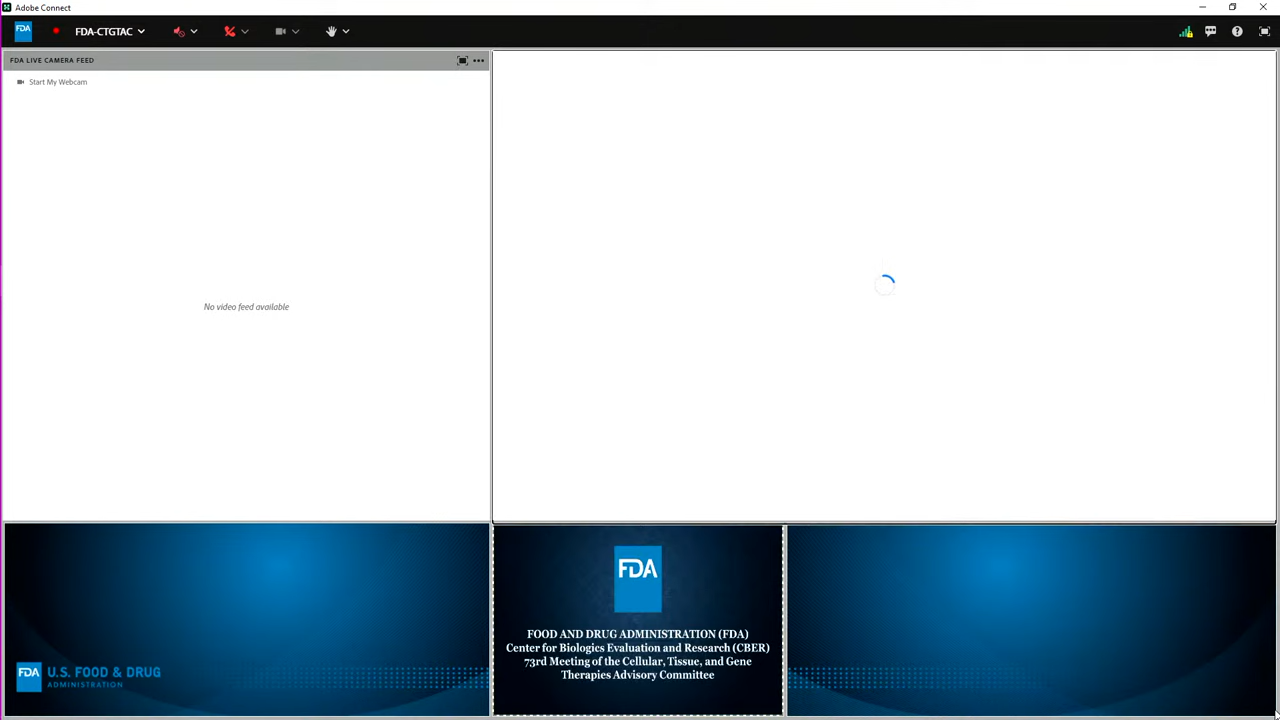 Adobe Connect
FDA
FDA-CTGTAC
FDA LIVE CAMERA FEED
Start My Webcam
No video feed available
FDA
FOOD AND DRUG ADMINISTRATION (FDA)
Center for Biologics Evaluation and Research (CBER)
73rd Meeting of the Cellular, Tissue, and Gene
Therapies Advisory Committee
FDA
U.S. FOOD & DRUG
ADMINISTRATION